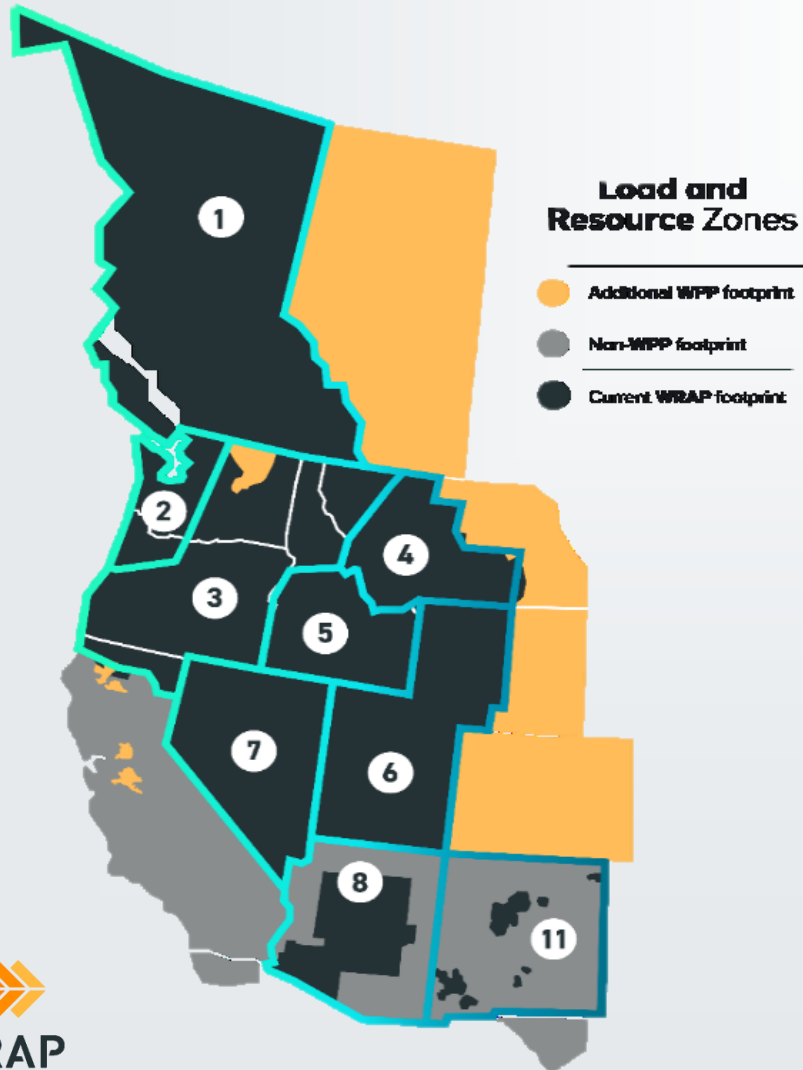 1
Load and
Resource Zones
Additional WPP footprint
Non-WPP footprint
Current WRAP footprint
2
4
3
5
7
6
8
11
RAP